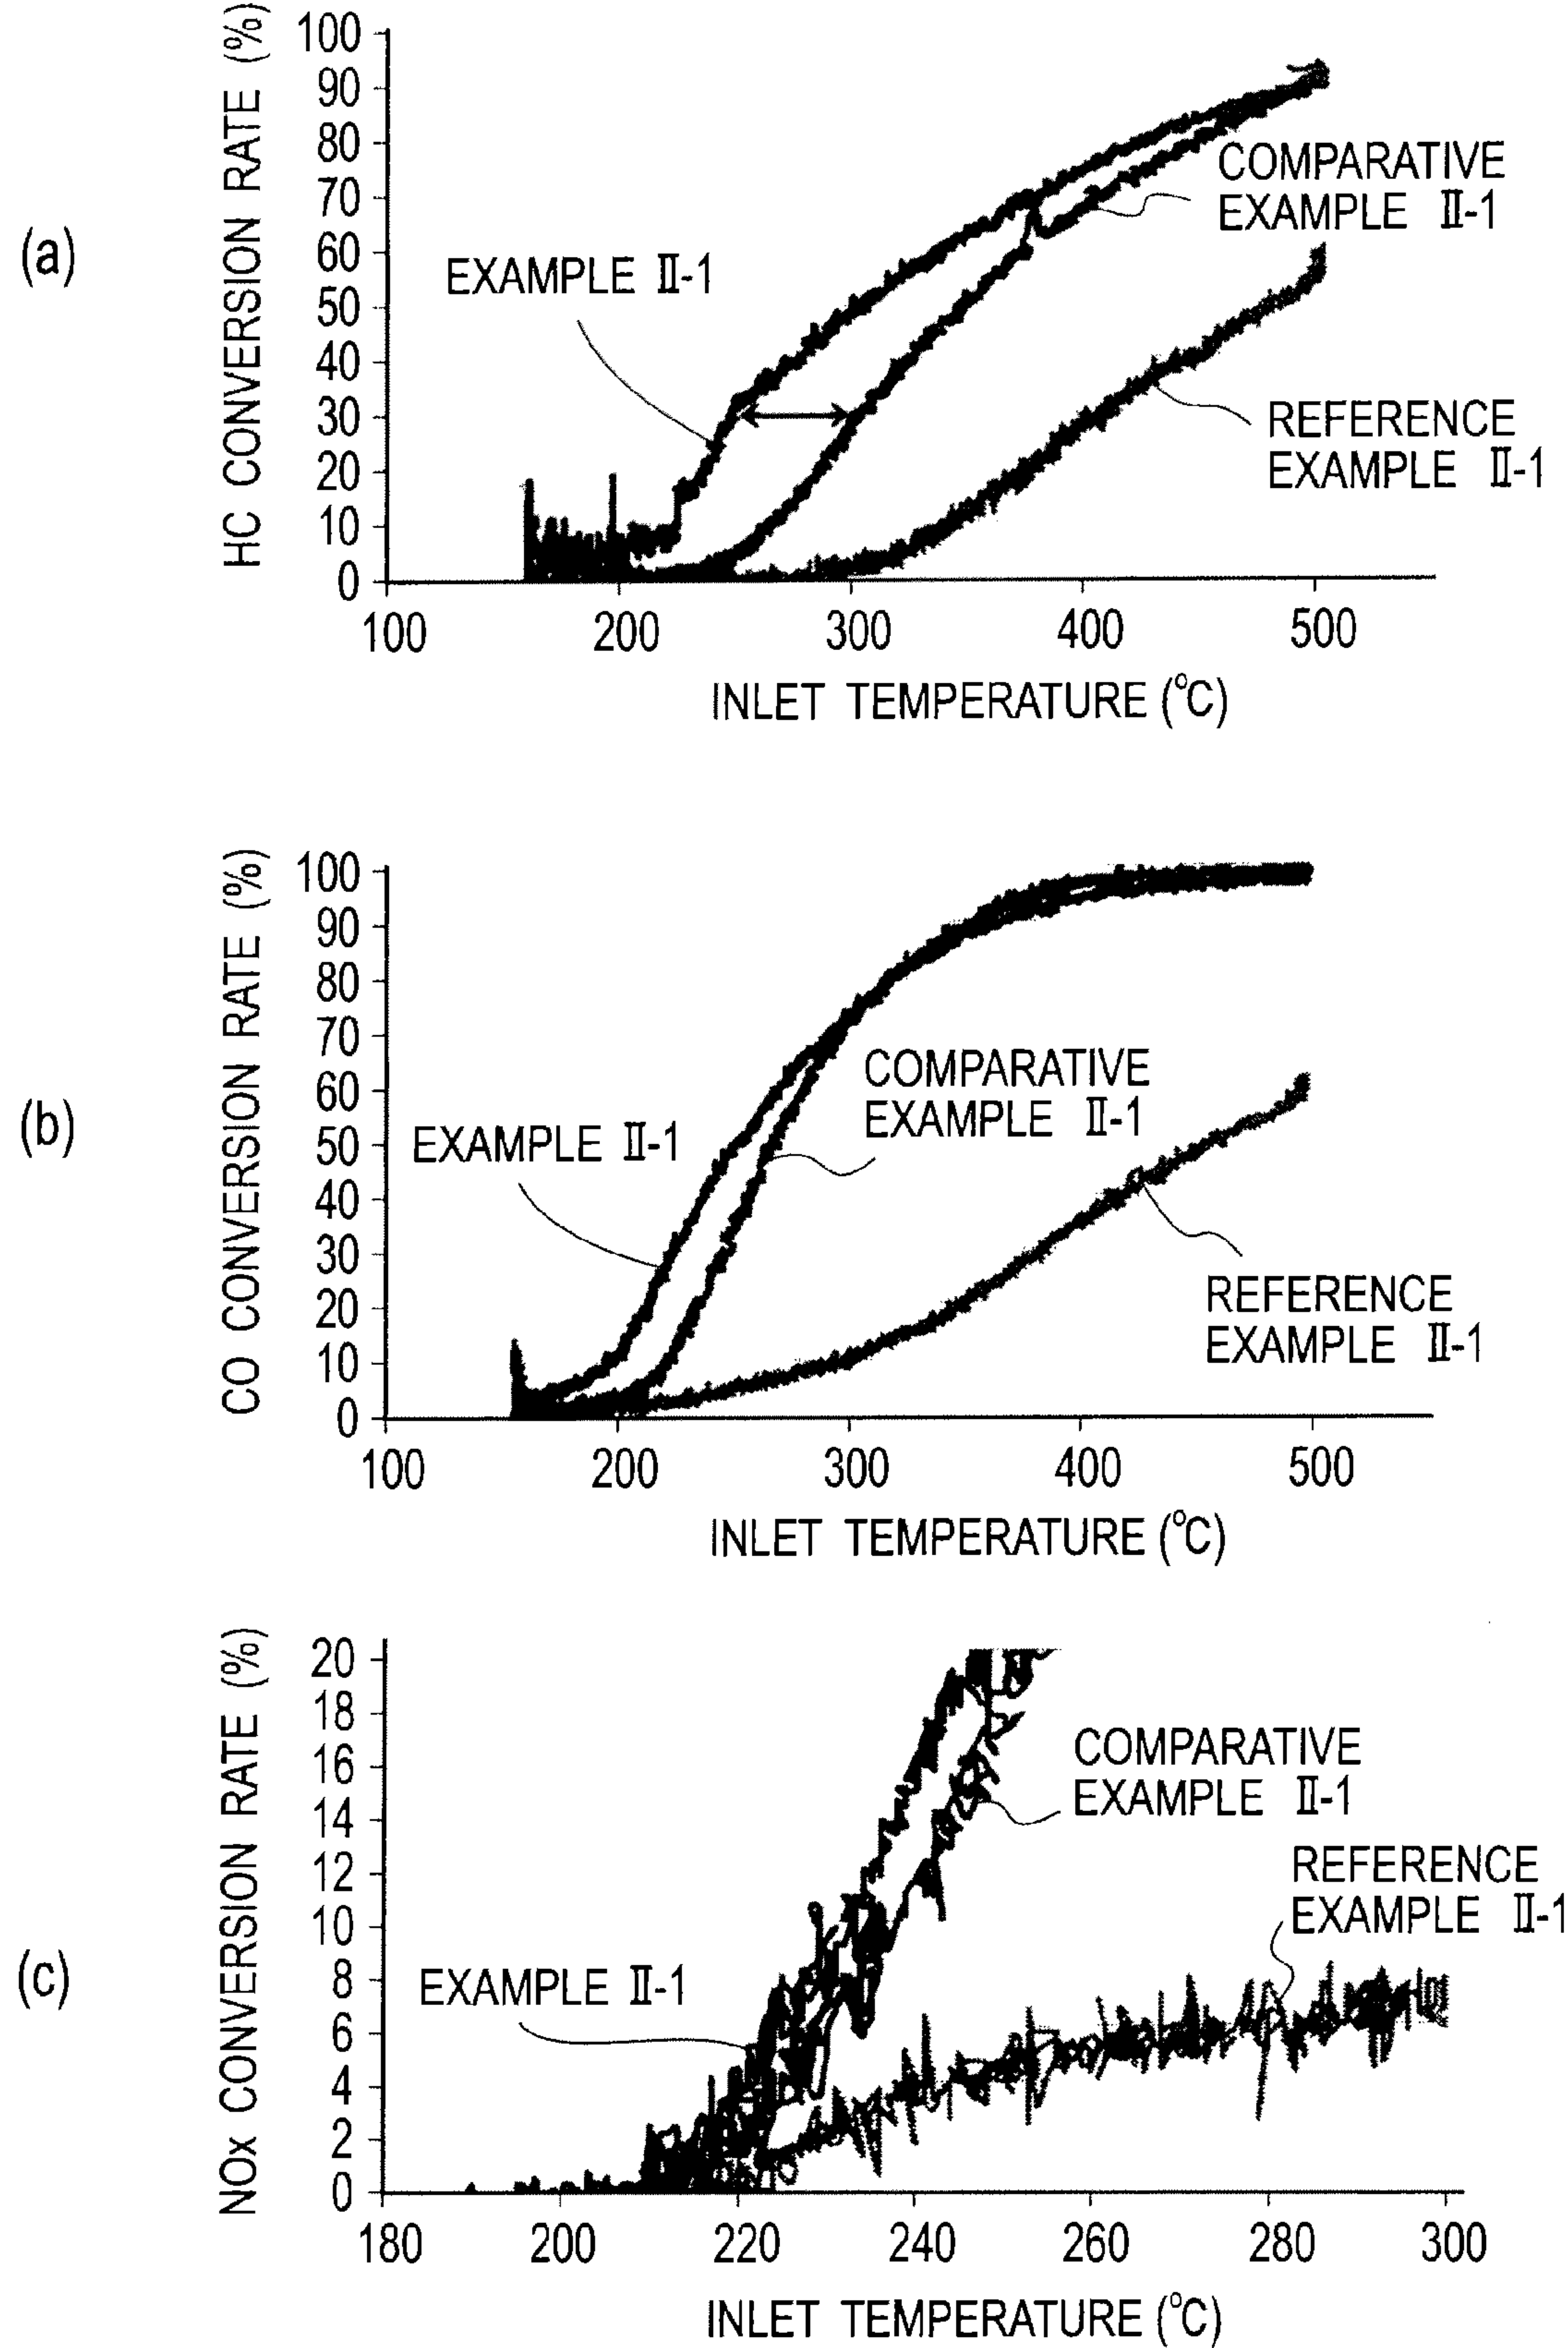 (a)
HC CONVERSION RATE (%)
100
90
80
70
60
50
40
30
20
10
0
EXAMPLE Ⅱ-1
COMPARATIVE
EXAMPLE Ⅱ-1
REFERENCE
EXAMPLE Ⅱ-1
100 200 300 400 500
INLET TEMPERATURE (°C)
(b)
CO CONVERSION RATE (%)
100
90
80
70
60
50
40
30
20
10
0
COMPARATIVE
EXAMPLE Ⅱ-1
EXAMPLE Ⅱ-1
REFERENCE
EXAMPLE Ⅱ-1
100 200 300 400 500
INLET TEMPERATURE (°C)
(c)
NOx CONVERSION RATE (%)
20
18
16
14
12
10
8
6
4
2
0
COMPARATIVE
EXAMPLE Ⅱ-1
REFERENCE
EXAMPLE Ⅱ-1
EXAMPLE Ⅱ-1
180 200 220 240 260 280 300
INLET TEMPERATURE (°C)